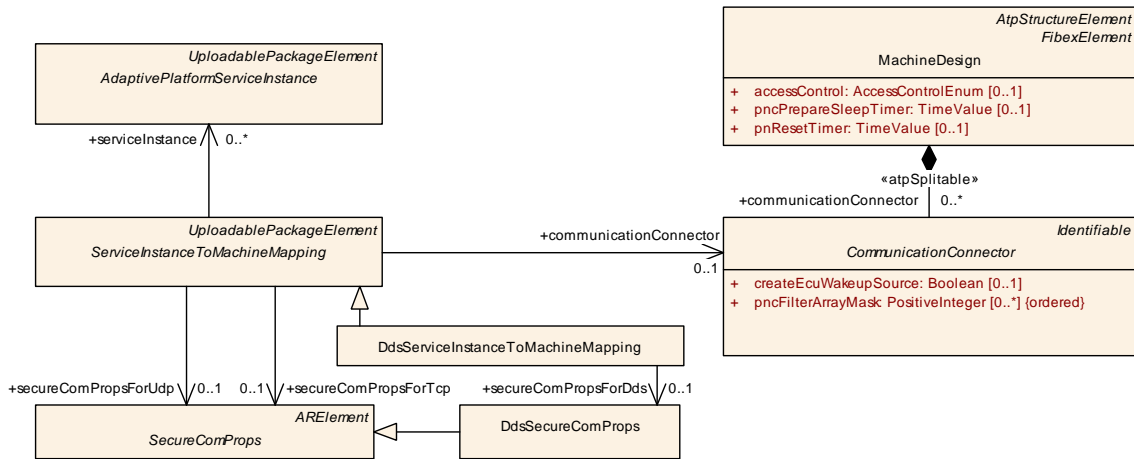 AtpStructureElement
FibexElement
MachineDesign
+ accessControl: AccessControlEnum [0..1]
+ pncPrepareSleepTimer: TimeValue [0..1]
+ pnResetTimer: TimeValue [0..1]
UploadablePackageElement
AdaptivePlatformServiceInstance
+serviceInstance 0..*
«atpSplitable»
+communicationConnector 0..*
UploadablePackageElement
ServiceInstanceToMachineMapping
+communicationConnector
0..1
Identifiable
CommunicationConnector
+ createEcuWakeupSource: Boolean [0..1]
+ pncFilterArrayMask: PositiveInteger [0..*] {ordered}
DdsServiceInstanceToMachineMapping
+secureComPropsForUdp 0..1 0..1 +secureComPropsForTcp +secureComPropsForDds 0..1
ARElement
SecureComProps
DdsSecureComProps